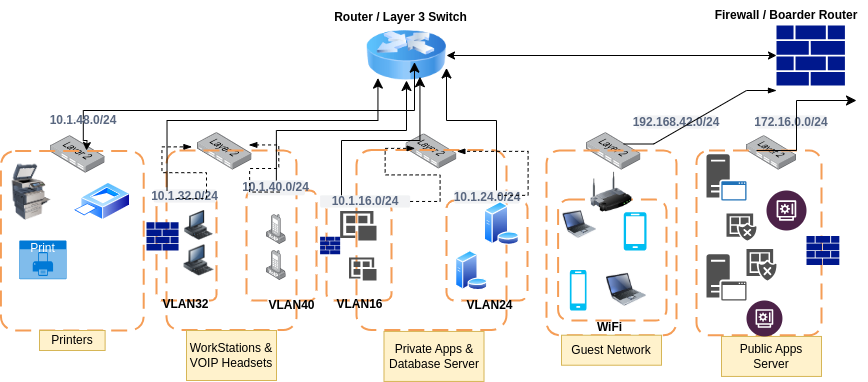 Router / Layer 3 Switch
Firewall / Boarder Router
10.1.48.0/24
192.168.42.0/24
172.16.0.0/24
Layer 2
Layer 2
Layer 2
Layer 2
Layer 2
10.1.32.0/24
10.1.40.0/24
10.1.16.0/24
10.1.24.0/24
Print
VLAN32
VLAN40
VLAN16
VLAN24
WiFi
Printers
WorkStations &
VOIP Headsets
Private Apps &
Database Server
Guest Network
Public Apps
Server